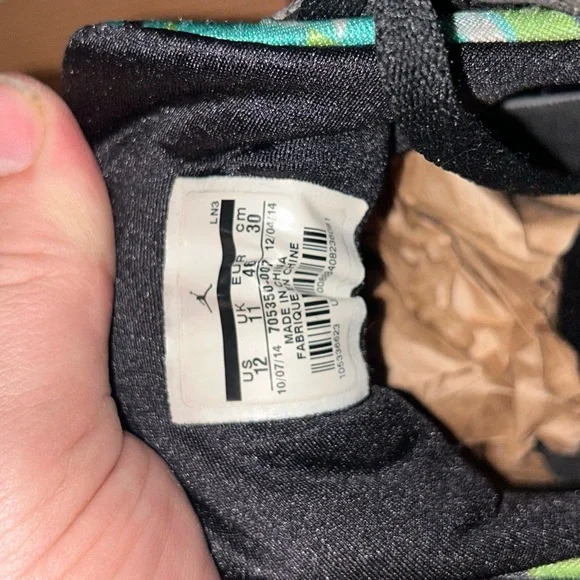 LN3
US UK EUR cm
12 11 46 30
10/07/14 705350-007 12/04/14
MADE IN CHINA
FABRIQUE EN CHINE
105336623